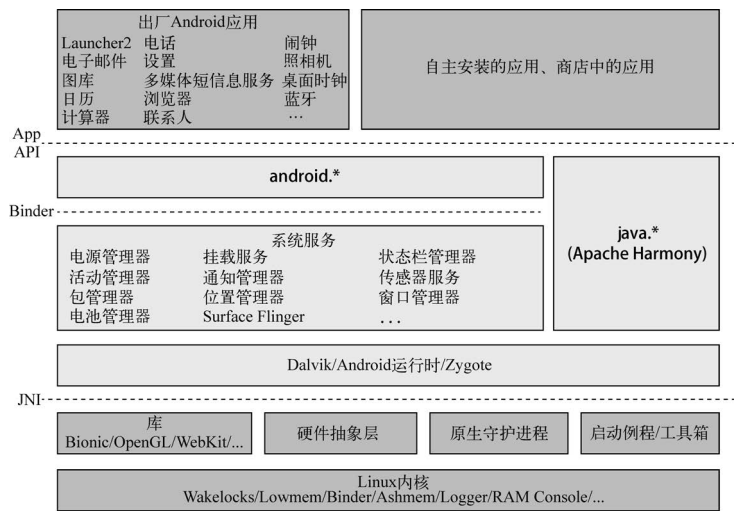 出厂Android应用
Launcher2 电话 闹钟
电子邮件 设置 照相机
图库 多媒体短信息服务 桌面时钟
日历 浏览器 蓝牙
计算器 联系人 …
自主安装的应用、商店中的应用
App
API
android.*
Binder
java.*
(Apache Harmony)
系统服务
电源管理器 挂载服务 状态栏管理器
活动管理器 通知管理器 传感器服务
包管理器 位置管理器 窗口管理器
电池管理器 Surface Flinger ...
Dalvik/Android运行时/Zygote
JNI
库
Bionic/OpenGL/WebKit/...
硬件抽象层
原生守护进程
启动例程/工具箱
Linux内核
Wakelocks/Lowmem/Binder/Ashmem/Logger/RAM Console/...